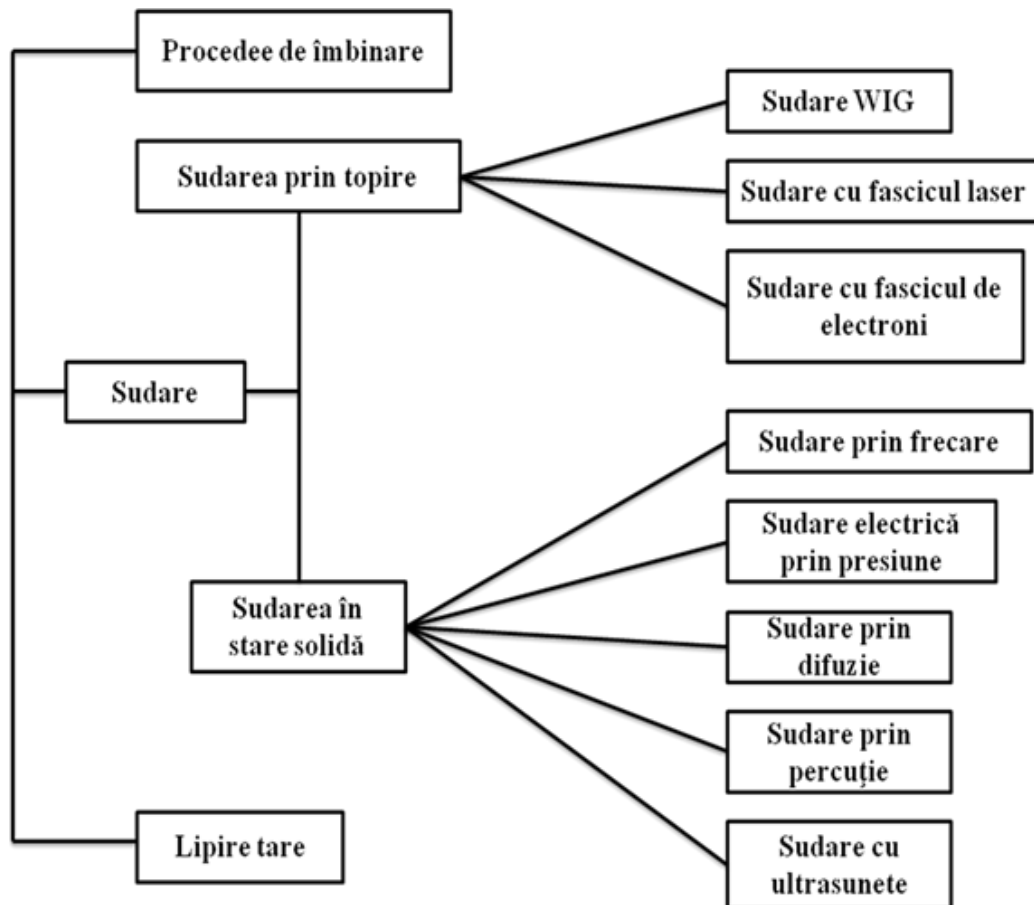 Procedee de îmbinare
Sudare WIG
Sudarea prin topire
Sudare cu fascicul laser
Sudare cu fascicul de
electroni
Sudare
Sudare prin frecare
Sudare electrică
prin presiune
Sudarea în
stare solidă
Sudare prin
difuzie
Sudare prin
percuție
Lipire tare
Sudare cu
ultrasunete